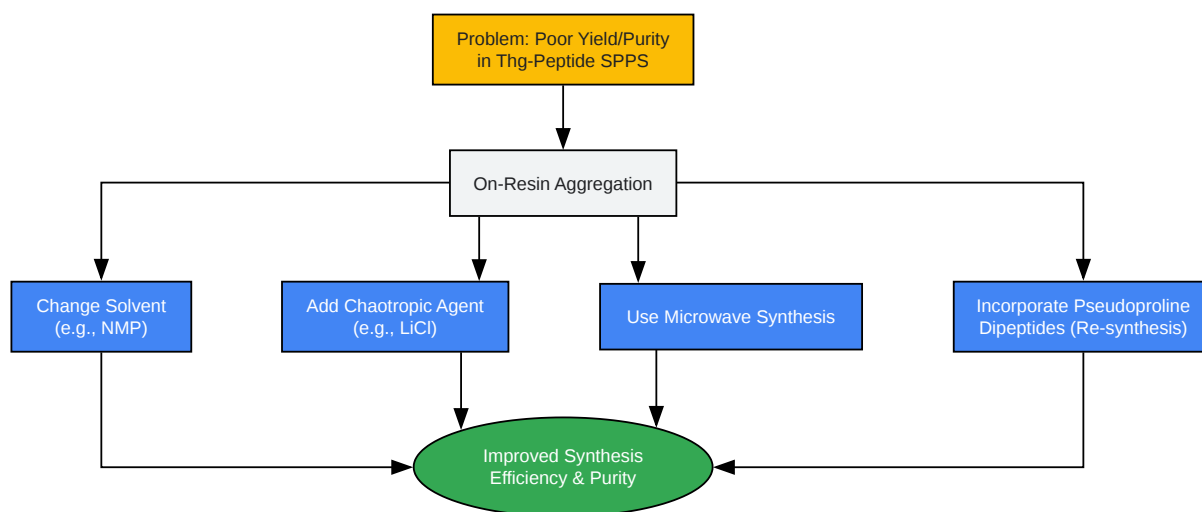 Problem: Poor Yield/Purity
in Thg-Peptide SPPS
On-Resin Aggregation
Change Solvent
(e.g., NMP)
Add Chaotropic Agent
(e.g., LiCl)
Use Microwave Synthesis
Incorporate Pseudoproline
Dipeptides (Re-synthesis)
Improved Synthesis
Efficiency & Purity